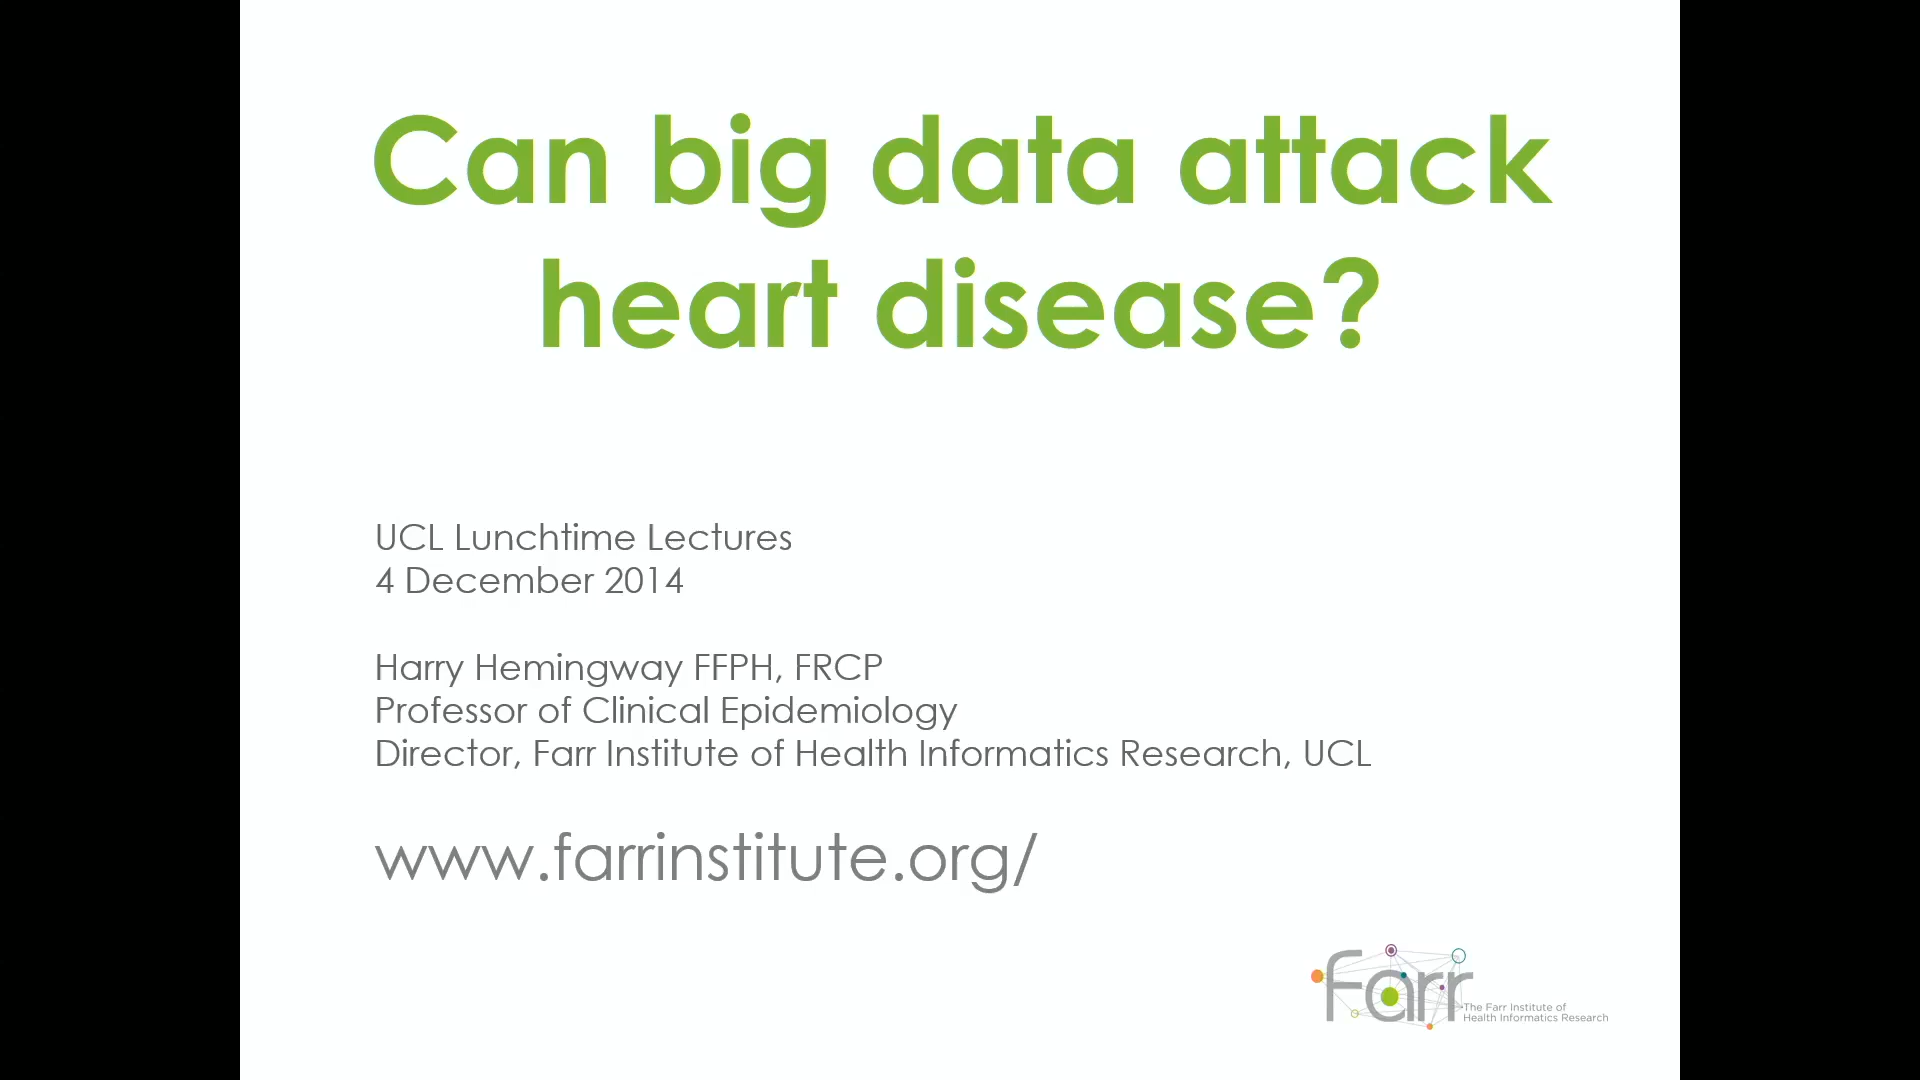 Can big data attack
heart disease?
UCL Lunchtime Lectures
4 December 2014
Harry Hemingway FFPH, FRCP
Professor of Clinical Epidemiology
Director, Farr Institute of Health Informatics Research, UCL
www.farrinstitute.org/
farr
The Farr Institute of
Health Informatics Research